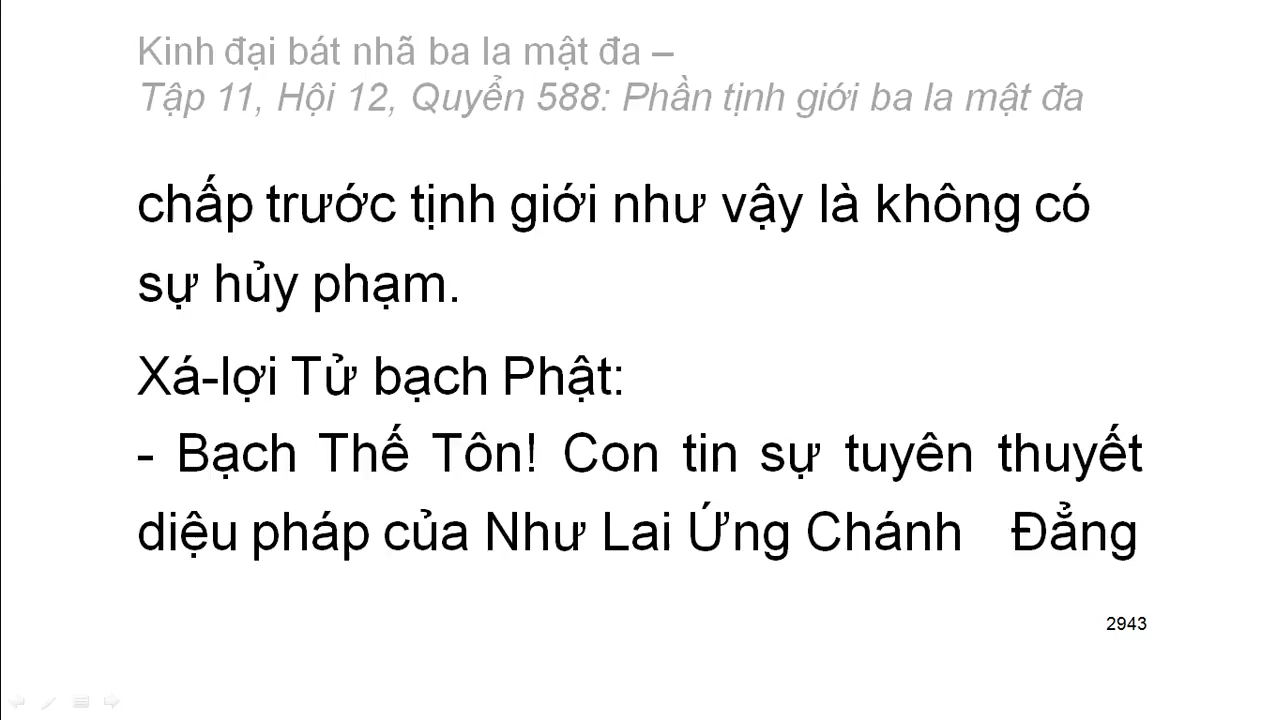 Kinh đại bát nhã ba la mật đa –
Tập 11, Hội 12, Quyển 588: Phần tịnh giới ba la mật đa
chấp trước tịnh giới như vậy là không có
sự hủy phạm.
Xá-lợi Tử bạch Phật:
- Bạch Thế Tôn! Con tin sự tuyên thuyết
diệu pháp của Như Lai Ứng Chánh Đẳng
2943